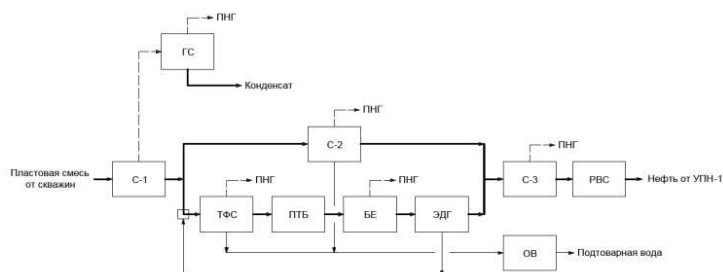 ПНГ
ГС
Конденсат
ПНГ
С-2
ПНГ
Пластовая смесь
от скважин
С-1
С-3
РВС
Нефть от УПН-1
ПНГ
ПНГ
ТФС
ПТБ
БЕ
ЭДГ
ОВ
Подтоварная вода